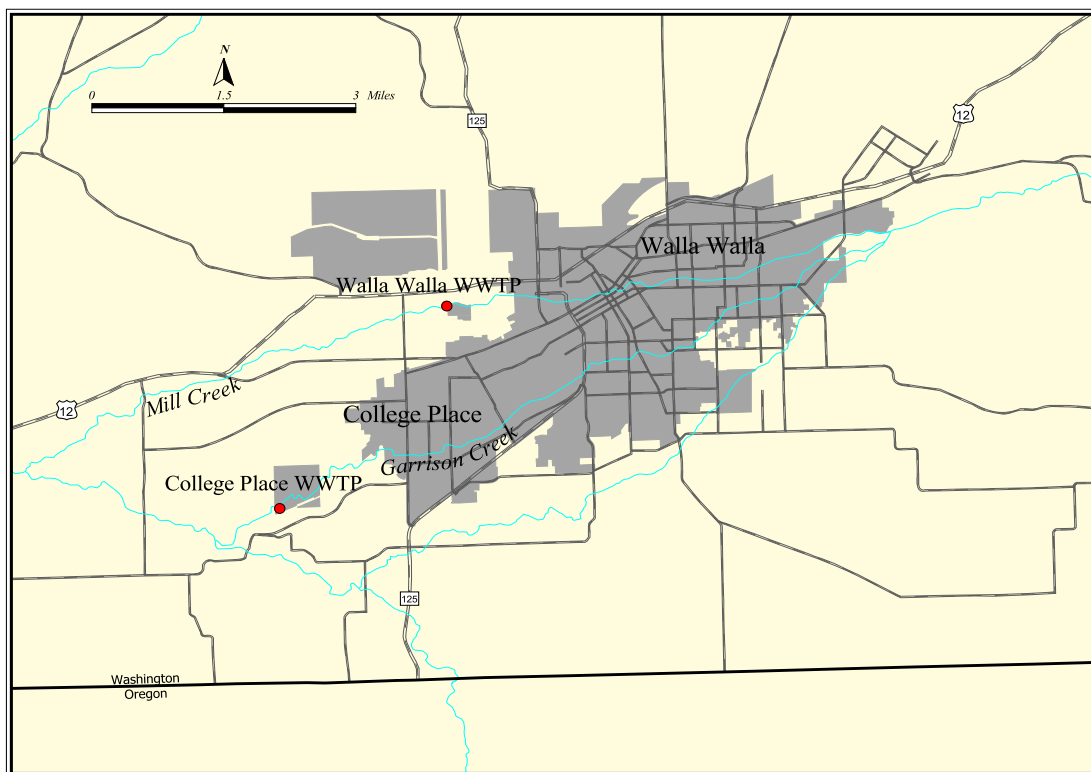 N
0 1.5 3 Miles
125
12
Walla Walla
Walla Walla WWTP
Mill Creek
12
College Place
Garrison Creek
College Place WWTP
125
Washington
Oregon